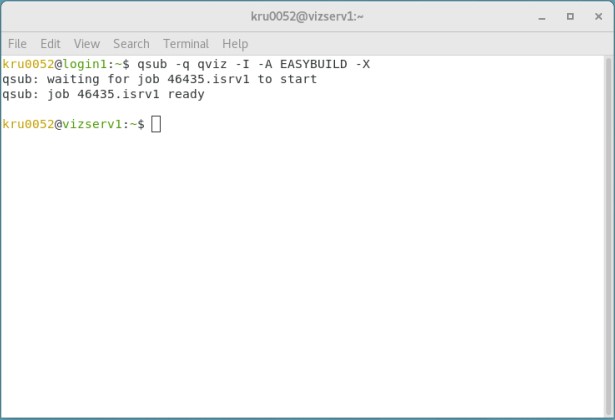 kru0052@vizserv1:~
File Edit View Search Terminal Help
kru0052@login1:~$ qsub -q qviz -I -A EASYBUILD -X
qsub: waiting for job 46435.isrv1 to start
qsub: job 46435.isrv1 ready
kru0052@vizserv1:~$